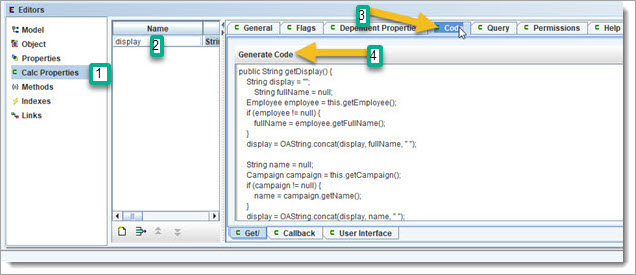 E Editors
Model
Object
Properties
C Calc Properties 1
() Methods
Indexes
Links
Name
display 2
3
C General C Flags C Dependent Properties C Code C Query C Permissions C Help
Generate Code 4
public String getDisplay() {
String display = "";
String fullName = null;
Employee employee = this.getEmployee();
if (employee != null) {
fullName = employee.getFullName();
}
display = OAString.concat(display, fullName, " ");
String name = null;
Campaign campaign = this.getCampaign();
if (campaign != null) {
name = campaign.getName();
}
display = OAString.concat(display, name, " ");
C Get/ C Callback C User Interface